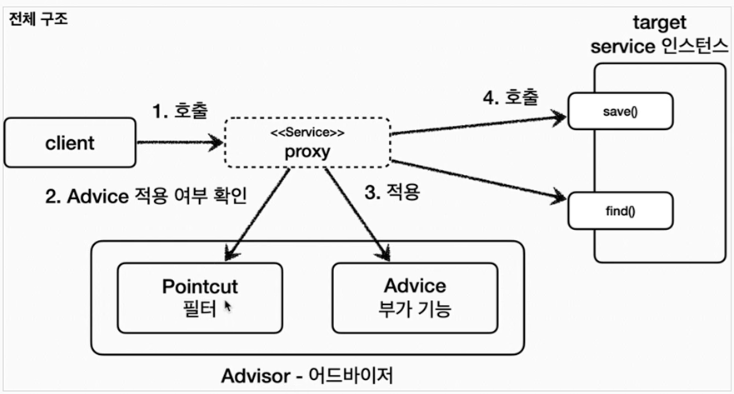 전체 구조
target
service 인스턴스
1. 호출
4. 호출
client
<<Service>>
proxy
save()
2. Advice 적용 여부 확인
3. 적용
find()
Pointcut
필터
Advice
부가 기능
Advisor - 어드바이저